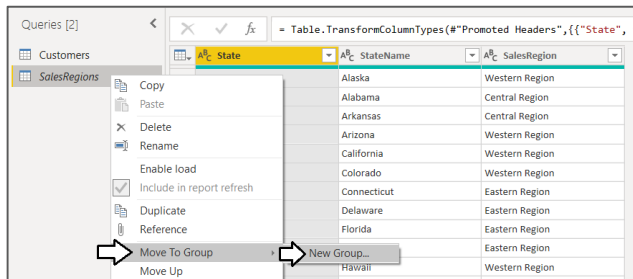 Queries [2]
= Table.TransformColumnTypes(#"Promoted Headers",{{"State",
Customers
SalesRegions
ABC State
ABC StateName
ABC SalesRegion
Alaska Western Region
Alabama Central Region
Arkansas Central Region
Arizona Western Region
California Western Region
Colorado Western Region
Connecticut Eastern Region
Delaware Eastern Region
Florida Eastern Region
Eastern Region
Hawaii Western Region
Copy
Paste
Delete
Rename
Enable load
Include in report refresh
Duplicate
Reference
Move To Group
New Group...
Move Up